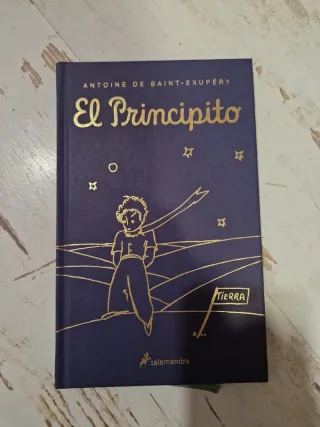 ANTOINE DE SAINT-EXUPÉRY
El Principito
TIERRA
salamandra